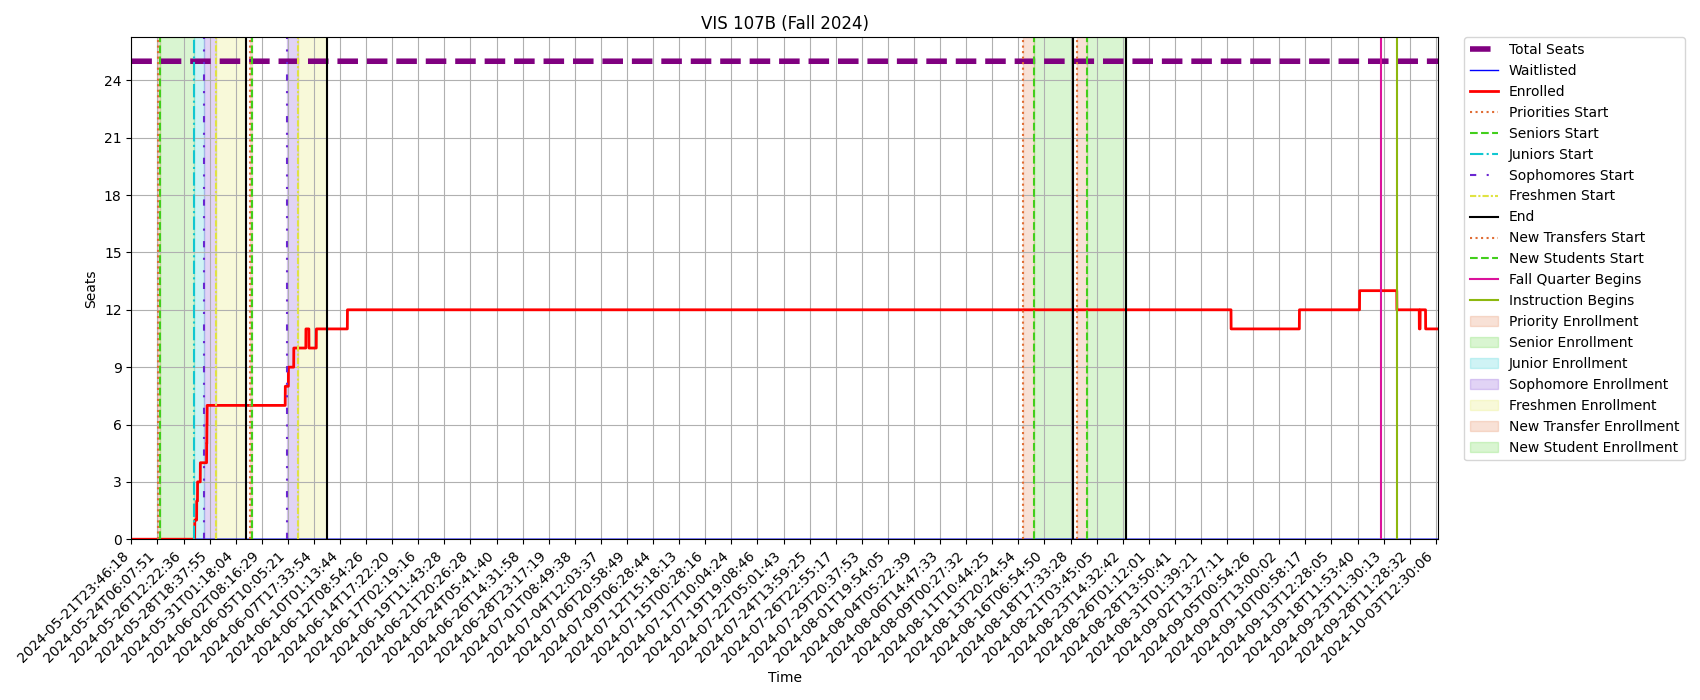 VIS 107B (Fall 2024)
Seats
24
21
18
15
12
9
6
3
0
2024-05-21T23:46:18
2024-05-24T06:07:51
2024-05-26T12:22:36
2024-05-28T18:37:55
2024-05-31T01:18:04
2024-06-02T08:16:29
2024-06-05T10:05:21
2024-06-07T17:33:54
2024-06-10T01:13:44
2024-06-12T08:54:26
2024-06-14T17:22:20
2024-06-17T02:19:16
2024-06-19T11:43:28
2024-06-21T20:26:28
2024-06-24T05:41:40
2024-06-26T14:31:58
2024-06-28T23:17:19
2024-07-01T08:49:38
2024-07-04T12:03:37
2024-07-06T20:58:49
2024-07-09T06:28:44
2024-07-12T15:18:13
2024-07-15T00:28:16
2024-07-17T10:04:24
2024-07-19T19:08:46
2024-07-22T05:01:43
2024-07-24T13:59:25
2024-07-26T22:55:17
2024-07-29T20:37:53
2024-08-01T19:54:05
2024-08-04T05:22:39
2024-08-06T14:47:33
2024-08-09T00:27:32
2024-08-11T10:44:25
2024-08-13T20:24:54
2024-08-16T06:54:50
2024-08-18T17:33:28
2024-08-21T03:45:05
2024-08-23T14:32:42
2024-08-26T01:12:01
2024-08-28T13:50:41
2024-08-31T01:39:21
2024-09-02T13:27:11
2024-09-05T00:54:26
2024-09-07T13:00:02
2024-09-10T00:58:17
2024-09-13T12:28:05
2024-09-18T11:53:40
2024-09-23T11:30:13
2024-09-28T11:28:32
2024-10-03T12:30:06
Time
Total Seats
Waitlisted
Enrolled
Priorities Start
Seniors Start
Juniors Start
Sophomores Start
Freshmen Start
End
New Transfers Start
New Students Start
Fall Quarter Begins
Instruction Begins
Priority Enrollment
Senior Enrollment
Junior Enrollment
Sophomore Enrollment
Freshmen Enrollment
New Transfer Enrollment
New Student Enrollment